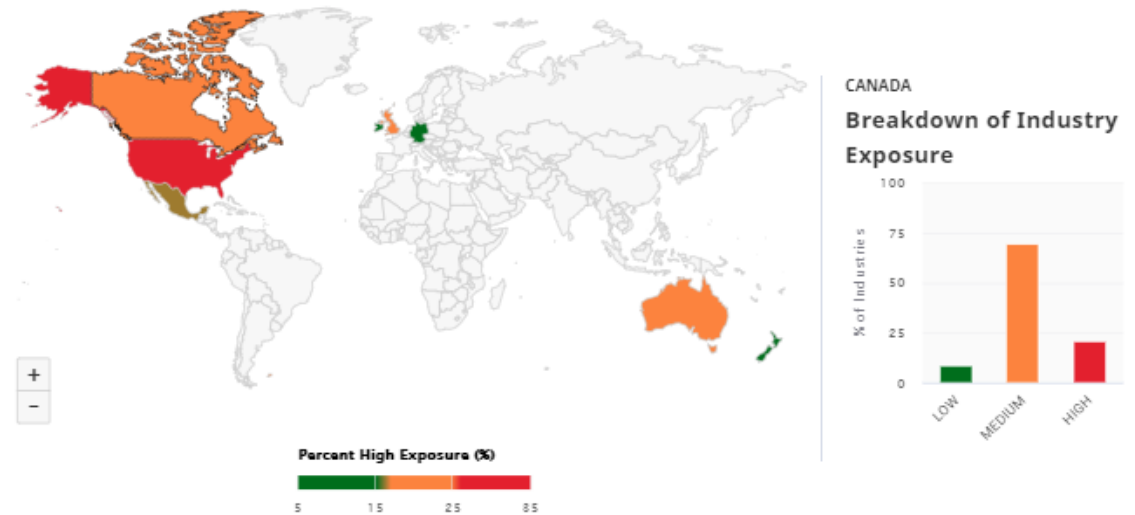 CANADA
Breakdown of Industry
Exposure
100
75
50
25
0
% of Industries
LOW
MEDIUM
HIGH
+
−
Percent High Exposure (%)
5 15 25 85